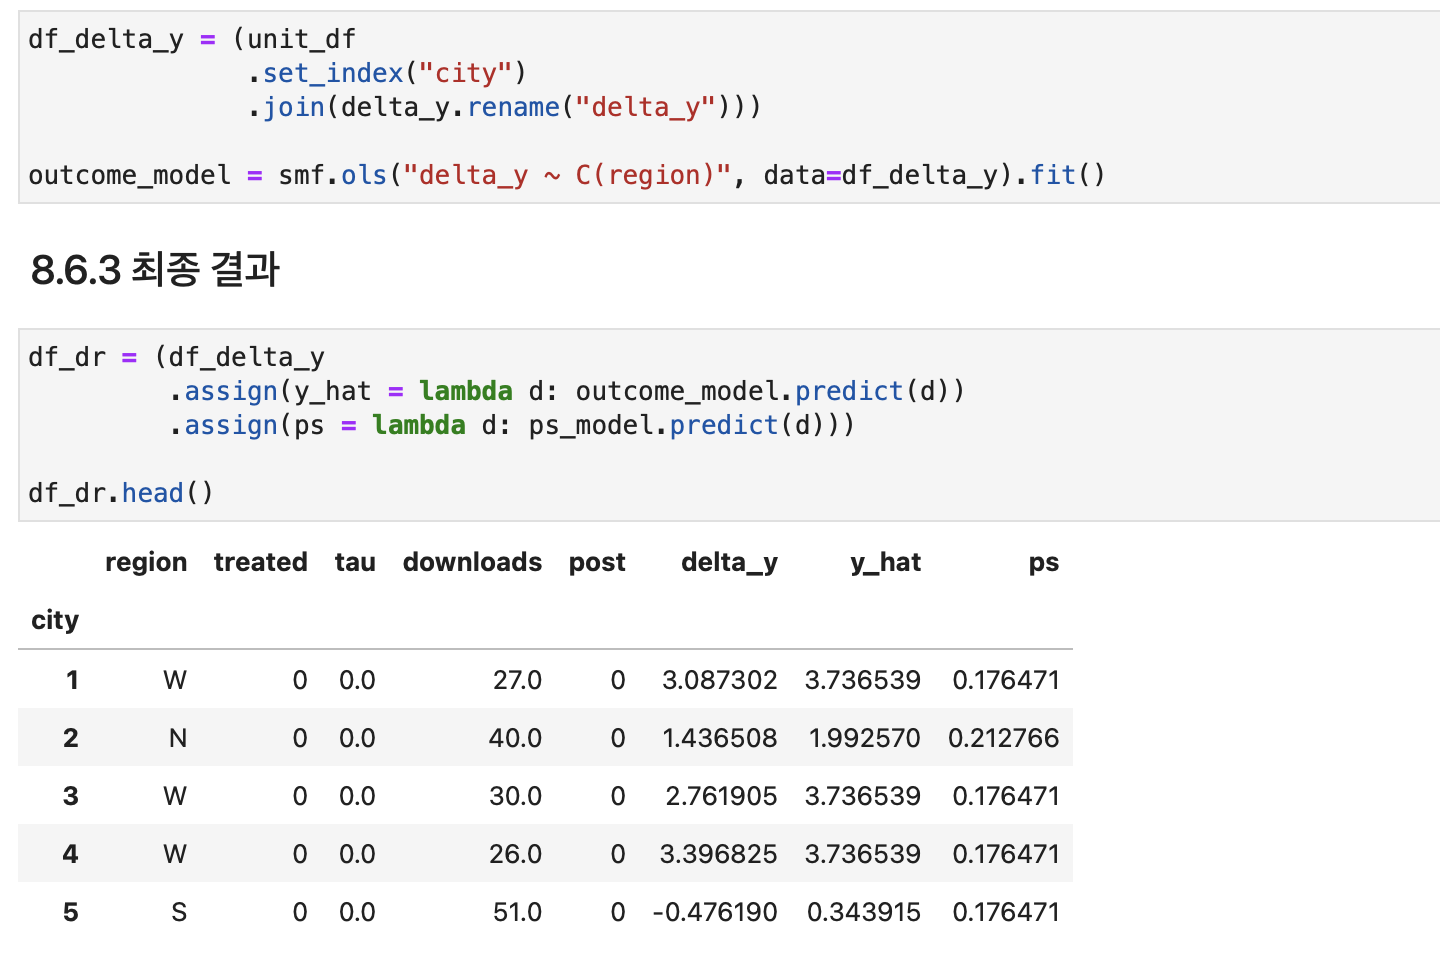 df_delta_y = (unit_df
.set_index("city")
.join(delta_y.rename("delta_y")))
outcome_model = smf.ols("delta_y ~ C(region)", data=df_delta_y).fit()
8.6.3 최종 결과
df_dr = (df_delta_y
.assign(y_hat = lambda d: outcome_model.predict(d))
.assign(ps = lambda d: ps_model.predict(d)))
df_dr.head()
region treated tau downloads post delta_y y_hat ps
city
1 W 0 0.0 27.0 0 3.087302 3.736539 0.176471
2 N 0 0.0 40.0 0 1.436508 1.992570 0.212766
3 W 0 0.0 30.0 0 2.761905 3.736539 0.176471
4 W 0 0.0 26.0 0 3.396825 3.736539 0.176471
5 S 0 0.0 51.0 0 -0.476190 0.343915 0.176471